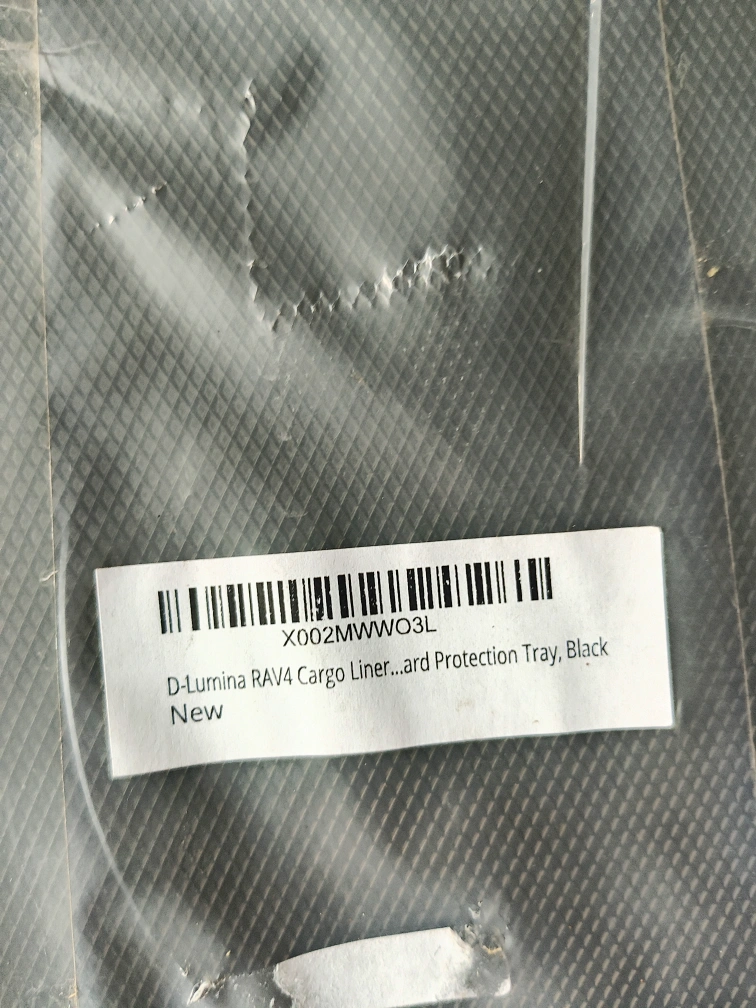 X002MWWO3L
D-Lumina RAV4 Cargo Liner...ard Protection Tray, Black
New